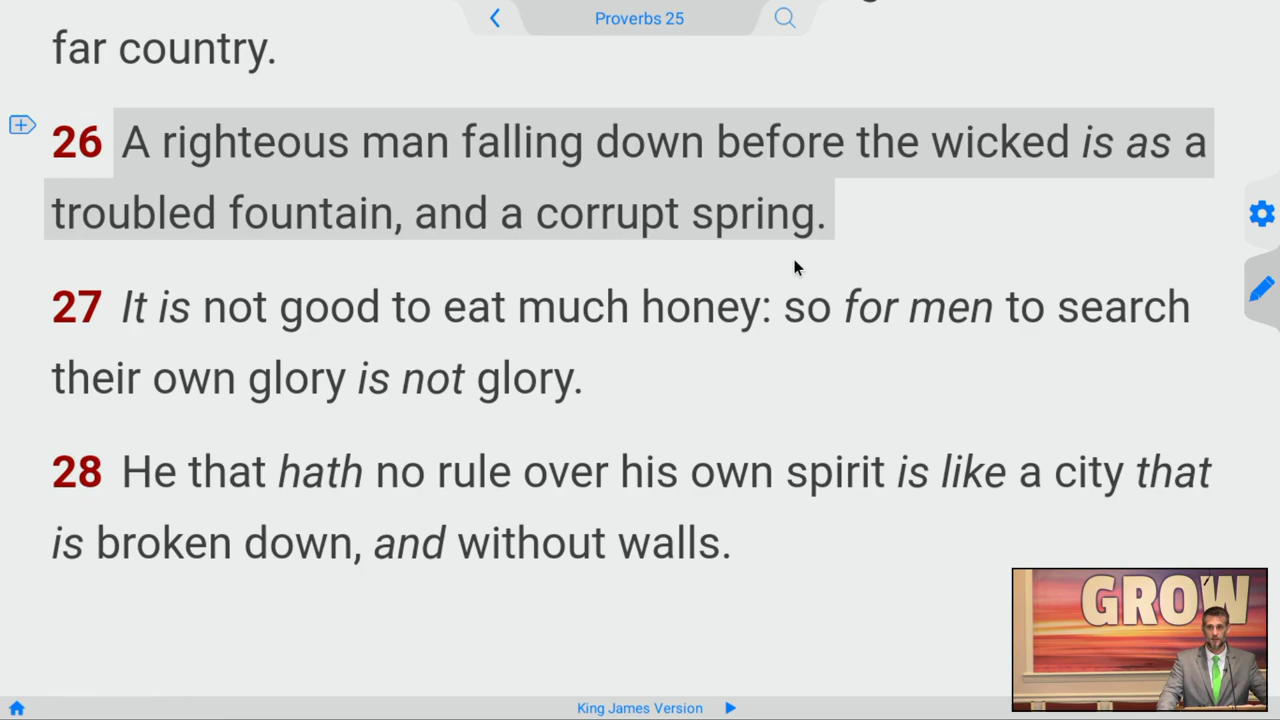 Proverbs 25
far country.
26 A righteous man falling down before the wicked is as a
troubled fountain, and a corrupt spring.
27 It is not good to eat much honey: so for men to search
their own glory is not glory.
28 He that hath no rule over his own spirit is like a city that
is broken down, and without walls.
GROW
King James Version